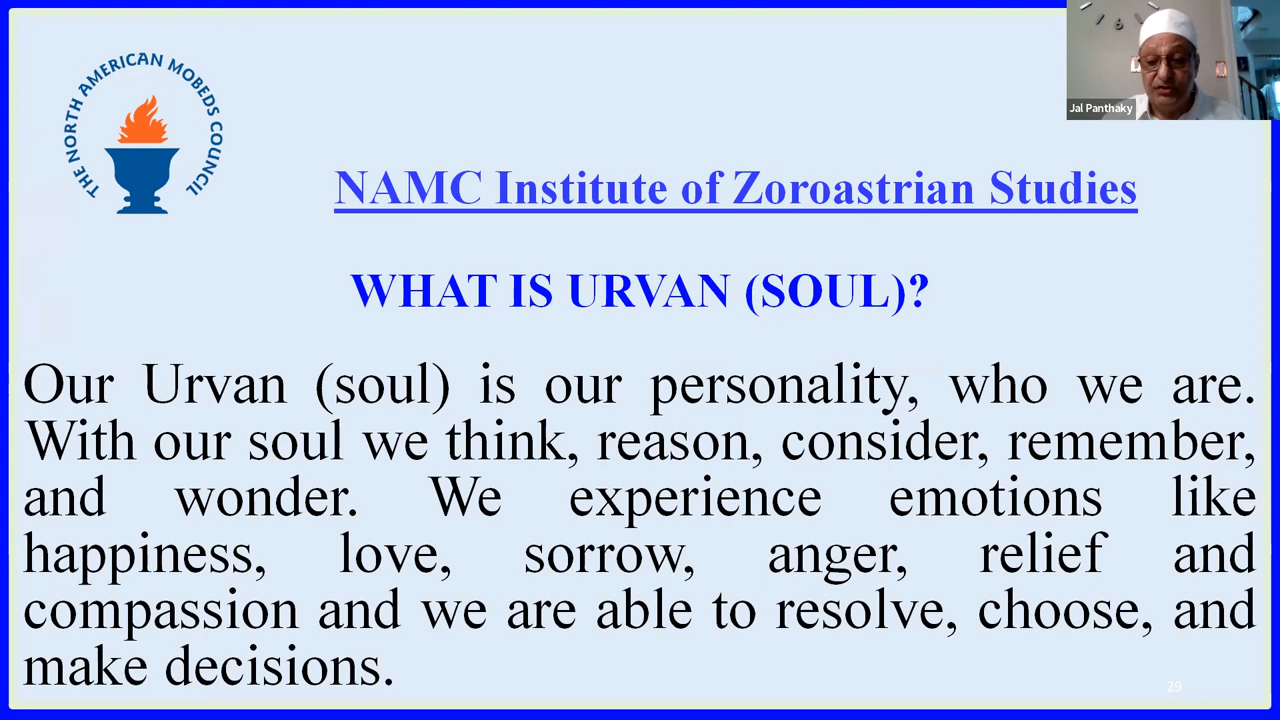 THE NORTH AMERICAN MOBEDS COUNCIL
Jal Panthaky
NAMC Institute of Zoroastrian Studies
WHAT IS URVAN (SOUL)?
Our Urvan (soul) is our personality, who we are.
With our soul we think, reason, consider, remember,
and wonder. We experience emotions like
happiness, love, sorrow, anger, relief and
compassion and we are able to resolve, choose, and
make decisions.
29